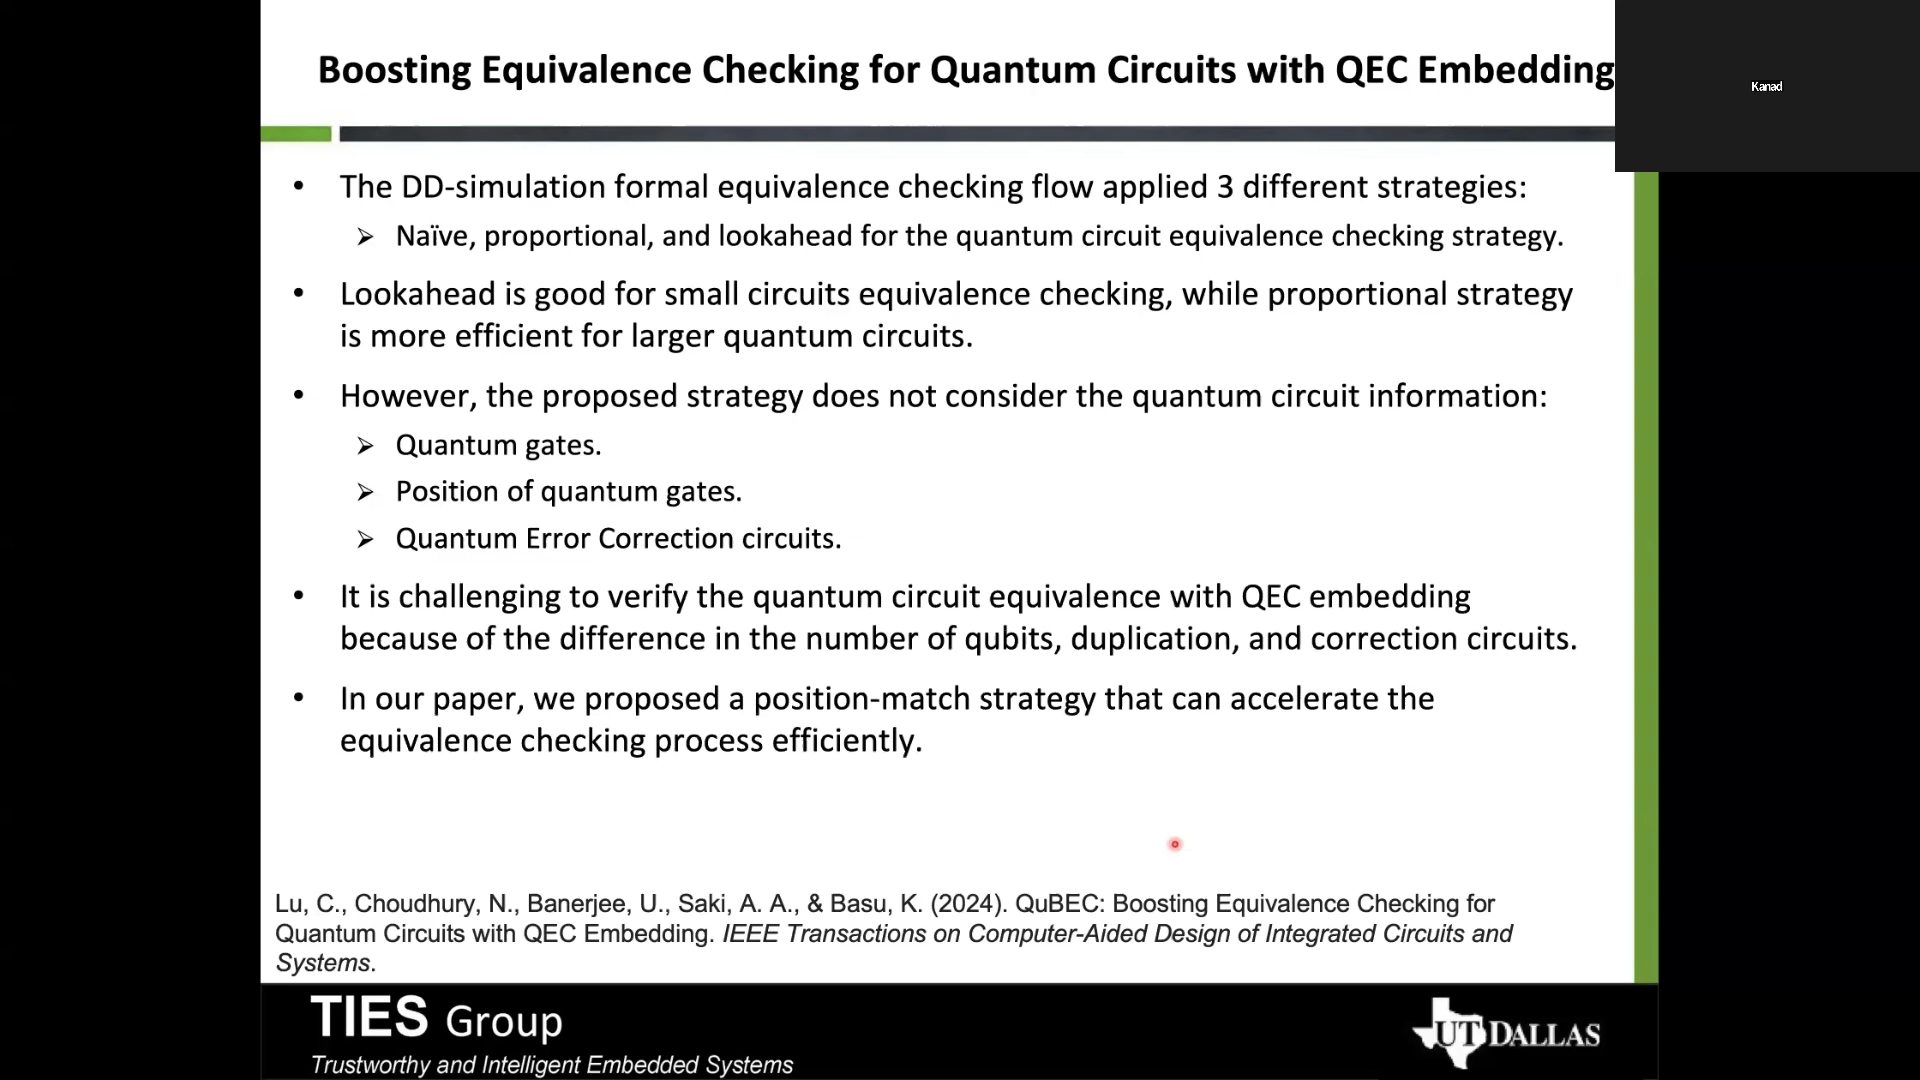 Boosting Equivalence Checking for Quantum Circuits with QEC Embedding
Kanad
• The DD-simulation formal equivalence checking flow applied 3 different strategies:
➢ Naïve, proportional, and lookahead for the quantum circuit equivalence checking strategy.
• Lookahead is good for small circuits equivalence checking, while proportional strategy
is more efficient for larger quantum circuits.
• However, the proposed strategy does not consider the quantum circuit information:
➢ Quantum gates.
➢ Position of quantum gates.
➢ Quantum Error Correction circuits.
• It is challenging to verify the quantum circuit equivalence with QEC embedding
because of the difference in the number of qubits, duplication, and correction circuits.
• In our paper, we proposed a position-match strategy that can accelerate the
equivalence checking process efficiently.
Lu, C., Choudhury, N., Banerjee, U., Saki, A. A., & Basu, K. (2024). QuBEC: Boosting Equivalence Checking for
Quantum Circuits with QEC Embedding. IEEE Transactions on Computer-Aided Design of Integrated Circuits and
Systems.
TIES Group
Trustworthy and Intelligent Embedded Systems
UT DALLAS